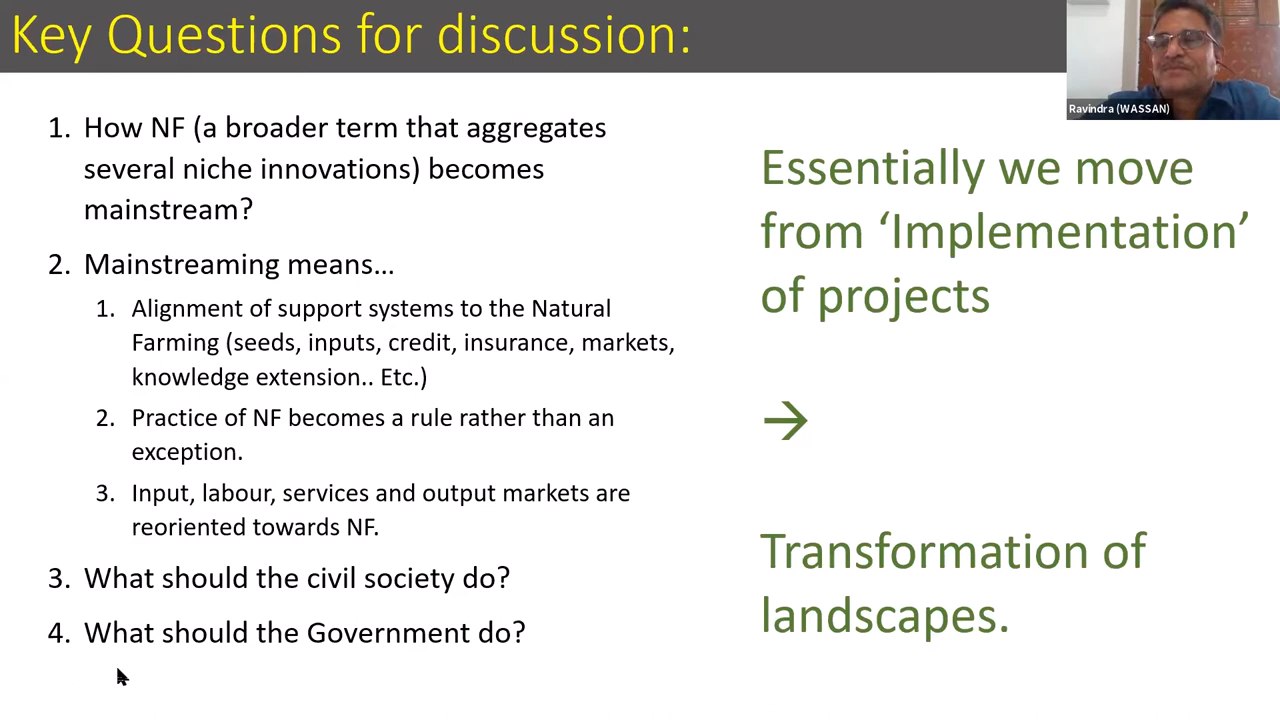 Key Questions for discussion:
Ravindra (WASSAN)
1. How NF (a broader term that aggregates
several niche innovations) becomes
mainstream?
2. Mainstreaming means…
1. Alignment of support systems to the Natural
Farming (seeds, inputs, credit, insurance, markets,
knowledge extension.. Etc.)
2. Practice of NF becomes a rule rather than an
exception.
3. Input, labour, services and output markets are
reoriented towards NF.
3. What should the civil society do?
4. What should the Government do?
Essentially we move
from ‘Implementation’
of projects
→
Transformation of
landscapes.